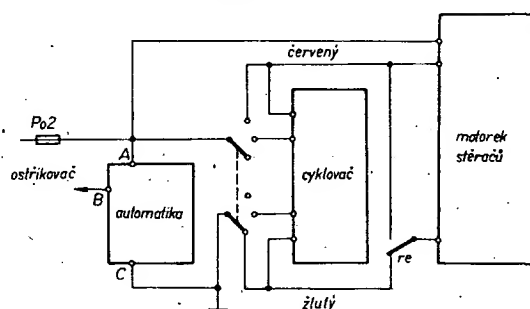 červený
Po2
motorek
stěračů
A
ostřikovač
cyklovač
B
automatika
re
C
žlutý